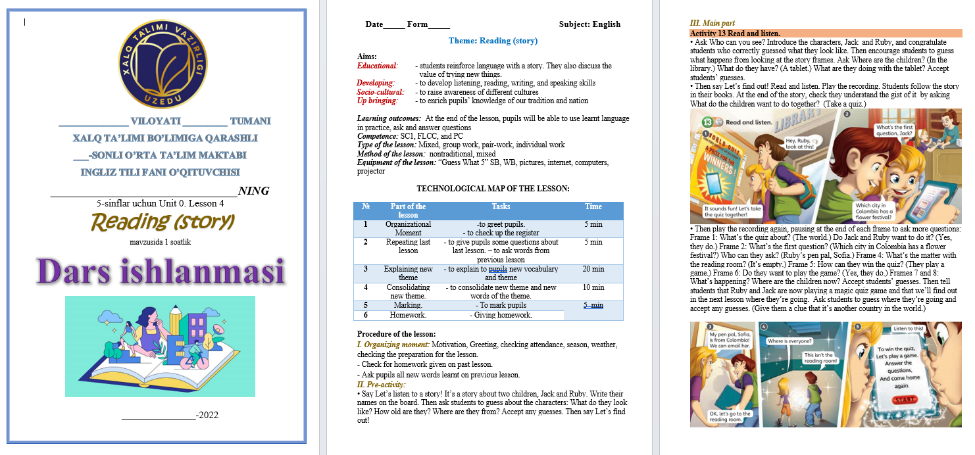 XALQ TALIMI VAZIRLIGI
UZEDU
____________ VILOYATI _________ TUMANI
XALQ TA'LIMI BO'LIMIGA QARASHLI
___-SONLI O'RTA TA'LIM MAKTABI
INGLIZ TILI FANI O'QITUVCHISI
______________________________NING
5-sinflar uchun Unit 0. Lesson 4
Reading (story)
mavzusida 1 soatlik
Dars ishlanmasi
_______________-2022
Date_____ Form_____ Subject: English
Theme: Reading (story)
Aims:
Educational: - students reinforce language with a story. They also discuss the
value of trying new things.
Developing: - to develop listening, reading, writing, and speaking skills
Socio-cultural: - to raise awareness of different cultures
Up bringing: - to enrich pupils' knowledge of our tradition and nation
Learning outcomes: At the end of the lesson, pupils will be able to use learnt language
in practice, ask and answer questions
Competence: SCI, FLCC, and PC
Type of the lesson: Mixed, group work, pair-work, individual work
Method of the lesson: nontraditional, mixed
Equipment of the lesson: "Guess What 5" SB, WB, pictures, internet, computers,
projector
TECHNOLOGICAL MAP OF THE LESSON:
№ Part of the lesson Tasks Time
1 Organizational Moment -to greet pupils. - to check up the register 5 min
2 Repeating last lesson - to give pupils some questions about last lesson. – to ask words from previous lesson 5 min
3 Explaining new theme - to explain to pupils new vocabulary and theme 20 min
4 Consolidating new theme. - to consolidate new theme and new words of the theme. 10 min
5 Marking. - To mark pupils 5 min
6 Homework. - Giving homework.
Procedure of the lesson:
I. Organizing moment: Motivation, Greeting, checking attendance, season, weather,
checking the preparation for the lesson.
- Check for homework given on past lesson.
- Ask pupils all new words learnt on previous lesson.
II. Pre-activity:
• Say Let's listen to a story! It's a story about two children, Jack and Ruby. Write their
names on the board. Then ask students to guess about the characters: What do they look
like? How old are they? Where are they from? Accept any guesses. Then say Let's find
out!
III. Main part
Activity 13 Read and listen.
• Ask Who can you see? Introduce the characters, Jack and Ruby, and congratulate
students who correctly guessed what they look like. Then encourage students to guess
what happens from looking at the story frames. Ask Where are the children? (In the
library.) What do they have? (A tablet.) What are they doing with the tablet? Accept
students' guesses.
• Then say Let's find out! Read and listen. Play the recording. Students follow the story
in their books. At the end of the story, check they understand the gist of it by asking
What do the children want to do together? (Take a quiz.)
13 Read and listen.
LIBRARY
WINNERS
Hey, Ruby,
look at this!
It sounds fun! Let's take
the quiz together!
2
What's the first
question, Jack?
Which city in
Colombia has a
flower festival?
• Then play the recording again, pausing at the end of each frame to ask more questions:
Frame 1: What's the quiz about? (The world.) Do Jack and Ruby want to do it? (Yes,
they do.) Frame 2: What's the first question? (Which city in Colombia has a flower
festival?) Who can they ask? (Ruby's pen pal, Sofia.) Frame 4: What's the matter with
the reading room? (It's empty.) Frame 5: How can they win the quiz? (They play a
game.) Frame 6: Do they want to play the game? (Yes, they do.) Frames 7 and 8:
What's happening? Where are the children now? Accept students' guesses. Then tell
students that Ruby and Jack are now playing a magic quiz game and that we'll find out
in the next lesson where they're going. Ask students to guess where they're going and
accept any guesses. (Give them a clue that it's another country in the world.)
3
My pen pal, Sofia,
is from Colombia!
We can email her.
OK, let's go to the
reading room.
4
Where is everyone?
This isn't the
reading room!
5
Listen to this!
To win the quiz,
Let's play a game.
Answer the
questions,
And come home
again.
START